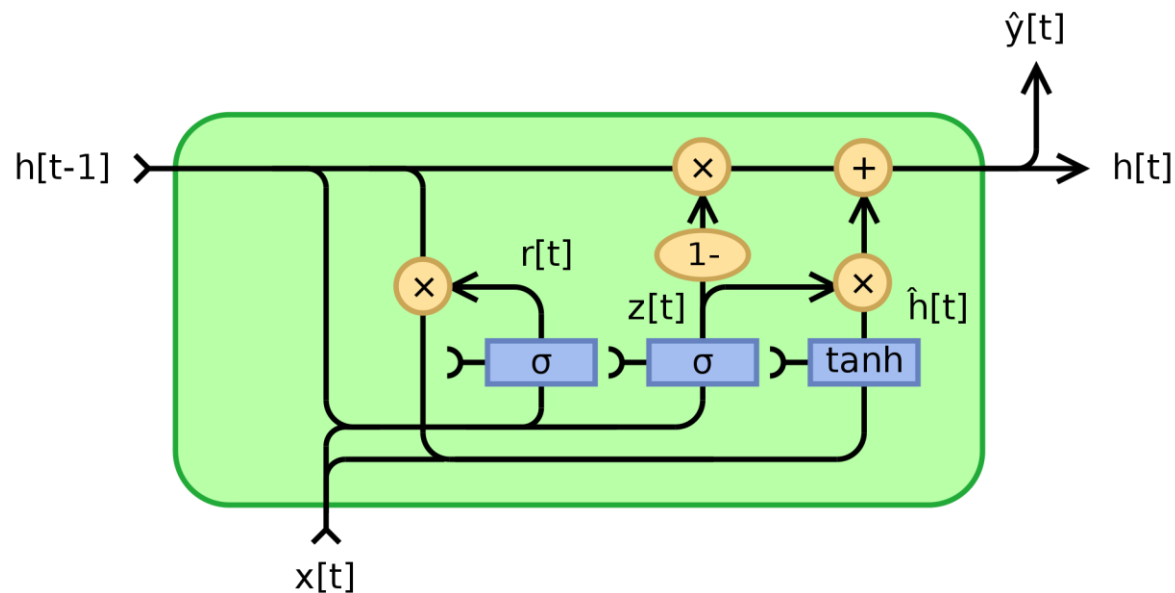 ŷ[t]
h[t-1]
×
+
h[t]
r[t]
1-
×
×
z[t]
ĥ[t]
σ
σ
tanh
x[t]